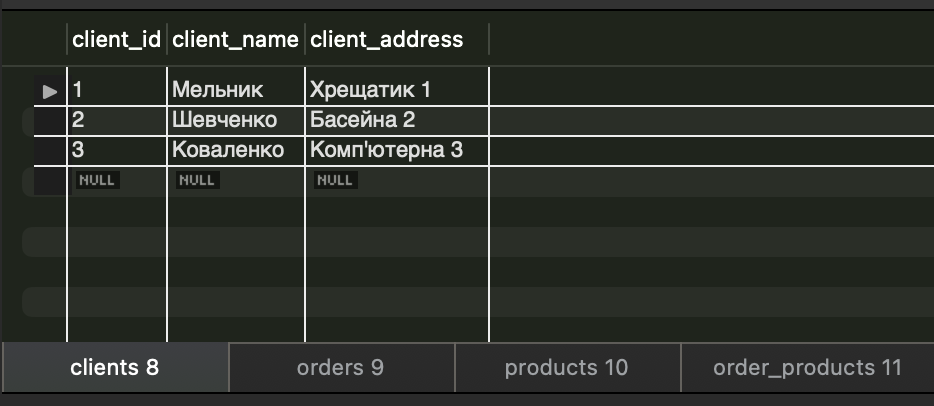 client_id client_name client_address
1 Мельник Хрещатик 1
2 Шевченко Басейна 2
3 Коваленко Комп'ютерна 3
NULL NULL NULL
clients 8 orders 9 products 10 order_products 11